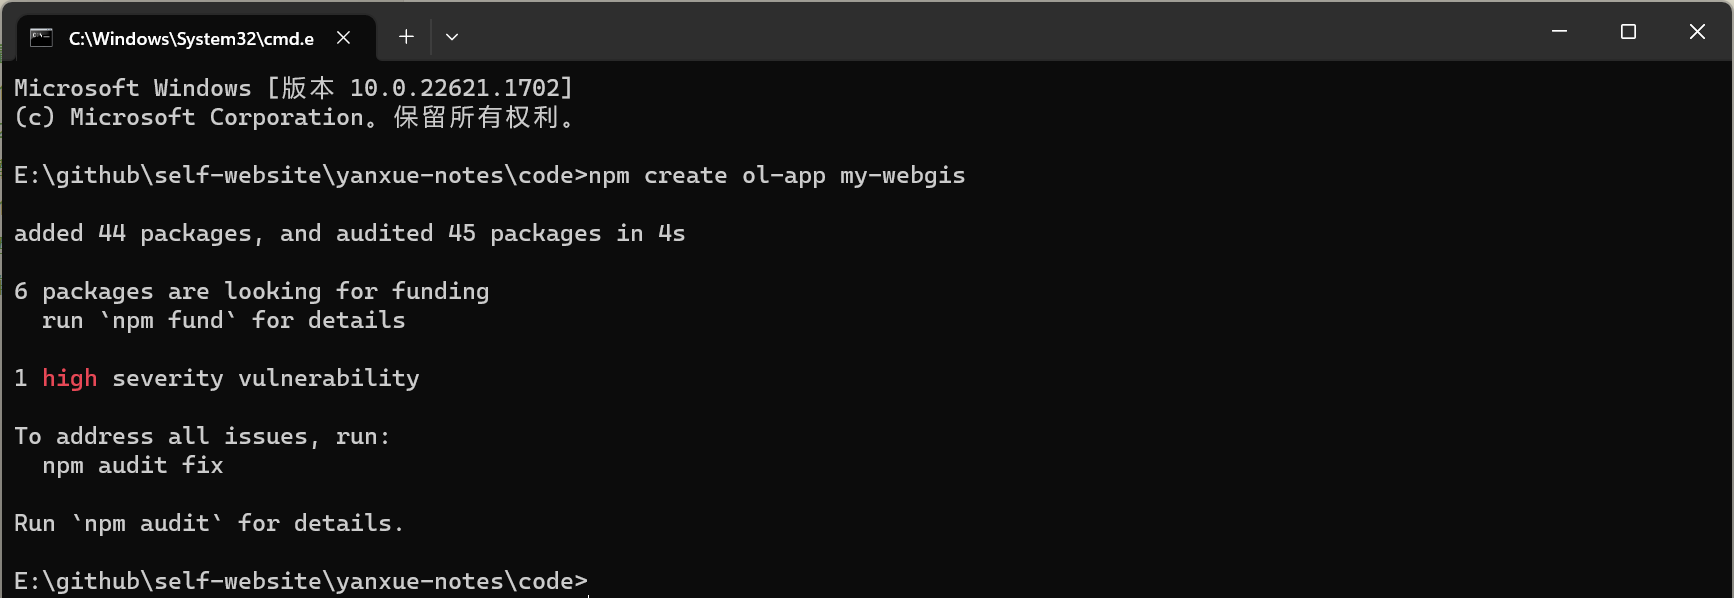 C:\Windows\System32\cmd.e
Microsoft Windows [版本 10.0.22621.1702]
(c) Microsoft Corporation。保留所有权利。
E:\github\self-website\yanxue-notes\code>npm create ol-app my-webgis
added 44 packages, and audited 45 packages in 4s
6 packages are looking for funding
  run `npm fund` for details
1 high severity vulnerability
To address all issues, run:
  npm audit fix
Run `npm audit` for details.
E:\github\self-website\yanxue-notes\code>